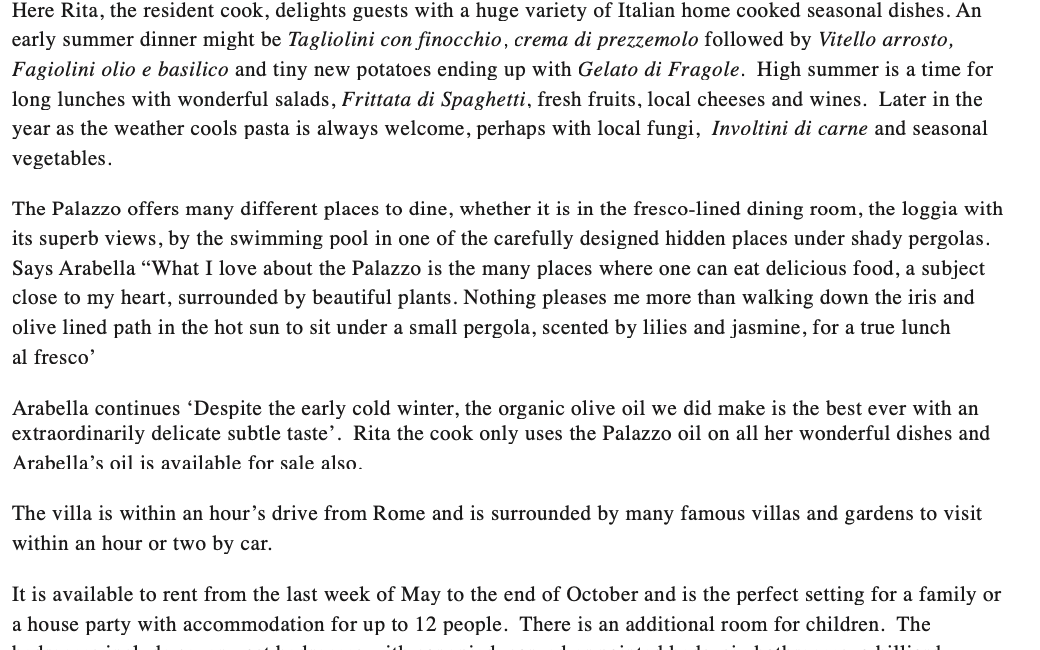 Here Rita, the resident cook, delights guests with a huge variety of Italian home cooked seasonal dishes. An
early summer dinner might be Tagliolini con finocchio, crema di prezzemolo followed by Vitello arrosto,
Fagiolini olio e basilico and tiny new potatoes ending up with Gelato di Fragole.  High summer is a time for
long lunches with wonderful salads, Frittata di Spaghetti, fresh fruits, local cheeses and wines.  Later in the
year as the weather cools pasta is always welcome, perhaps with local fungi,  Involtini di carne and seasonal
vegetables.
The Palazzo offers many different places to dine, whether it is in the fresco-lined dining room, the loggia with
its superb views, by the swimming pool in one of the carefully designed hidden places under shady pergolas.
Says Arabella “What I love about the Palazzo is the many places where one can eat delicious food, a subject
close to my heart, surrounded by beautiful plants. Nothing pleases me more than walking down the iris and
olive lined path in the hot sun to sit under a small pergola, scented by lilies and jasmine, for a true lunch
al fresco’
Arabella continues ‘Despite the early cold winter, the organic olive oil we did make is the best ever with an
extraordinarily delicate subtle taste’.  Rita the cook only uses the Palazzo oil on all her wonderful dishes and
Arabella’s oil is available for sale also.
The villa is within an hour’s drive from Rome and is surrounded by many famous villas and gardens to visit
within an hour or two by car.
It is available to rent from the last week of May to the end of October and is the perfect setting for a family or
a house party with accommodation for up to 12 people.  There is an additional room for children.  The